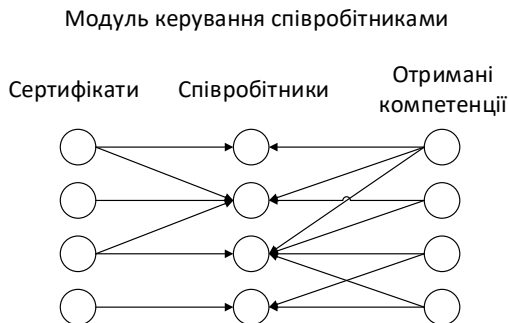 Модуль керування співробітниками
Сертифікати
Співробітники
Отримані
компетенції